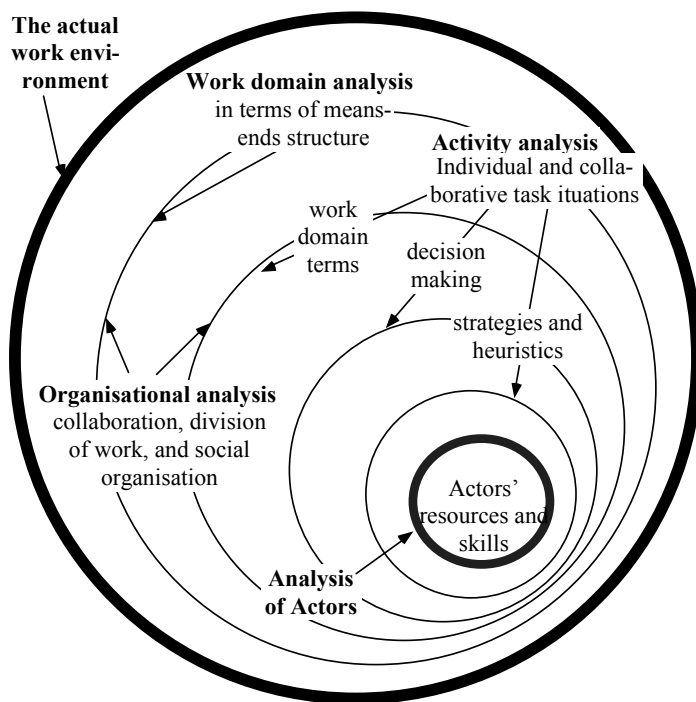 The actual
work envi-
ronment
Work domain analysis
in terms of means-
ends structure
Activity analysis
Individual and colla-
borative task ituations
work
domain
terms
decision
making
strategies and
heuristics
Organisational analysis
collaboration, division
of work, and social
organisation
Actors’
resources and
skills
Analysis
of Actors